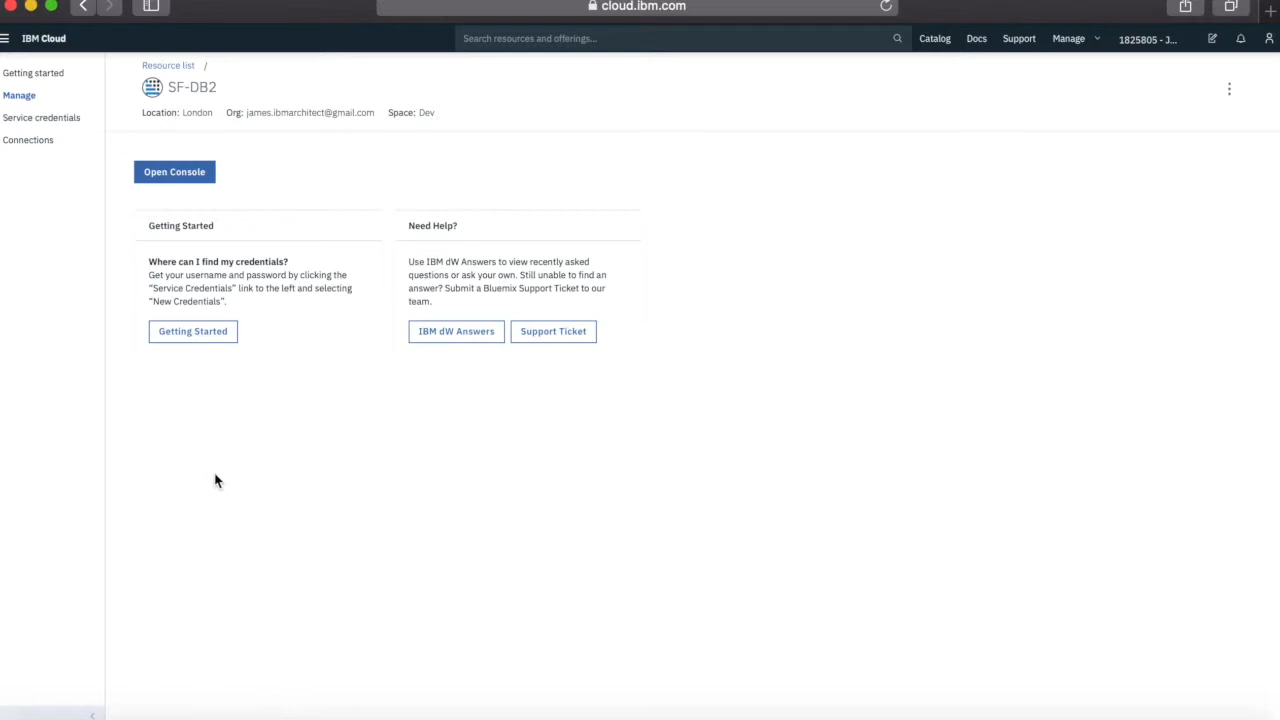 cloud.ibm.com
IBM Cloud
Search resources and offerings...
Catalog
Docs
Support
Manage
1825805 - J...
Getting started
Manage
Service credentials
Connections
Resource list /
SF-DB2
Location: London Org: james.ibmarchitect@gmail.com Space: Dev
Open Console
Getting Started
Where can I find my credentials?
Get your username and password by clicking the
“Service Credentials” link to the left and selecting
“New Credentials”.
Getting Started
Need Help?
Use IBM dW Answers to view recently asked
questions or ask your own. Still unable to find an
answer? Submit a Bluemix Support Ticket to our
team.
IBM dW Answers
Support Ticket